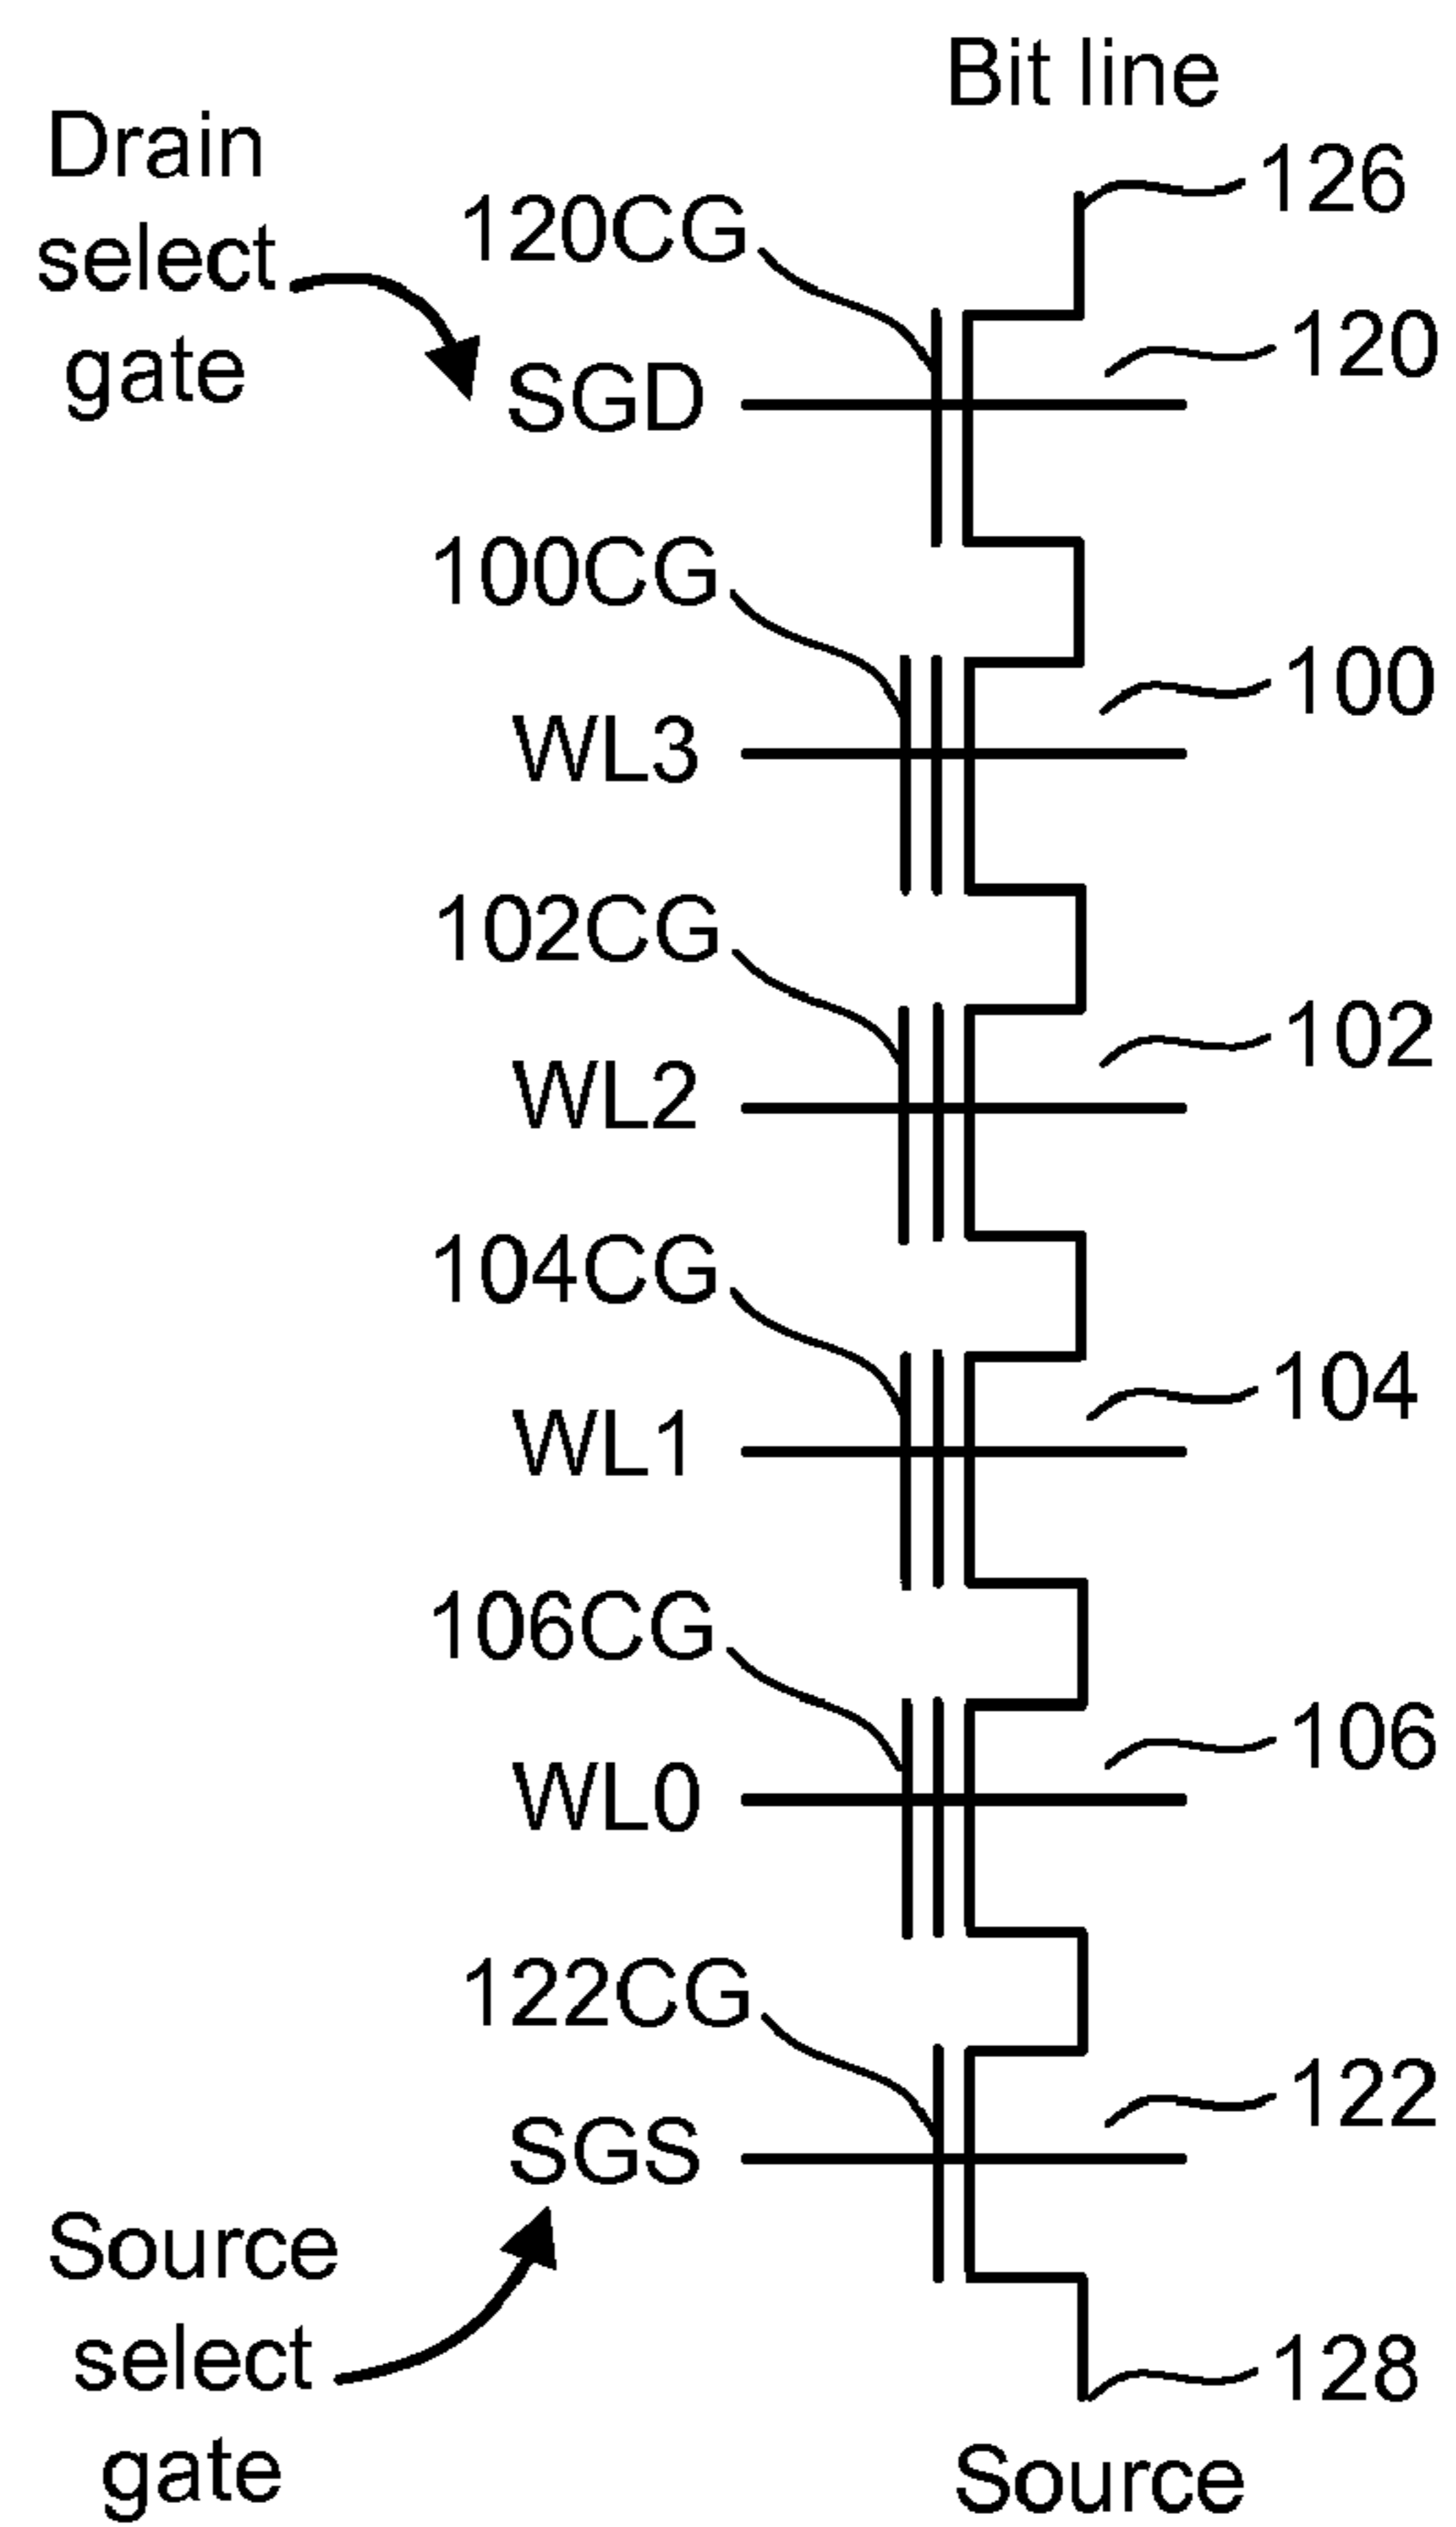 Bit line
126
Drain
select
gate
120CG
120
SGD
100CG
100
WL3
102CG
102
WL2
104CG
104
WL1
106CG
106
WL0
122CG
122
SGS
Source
select
gate
128
Source